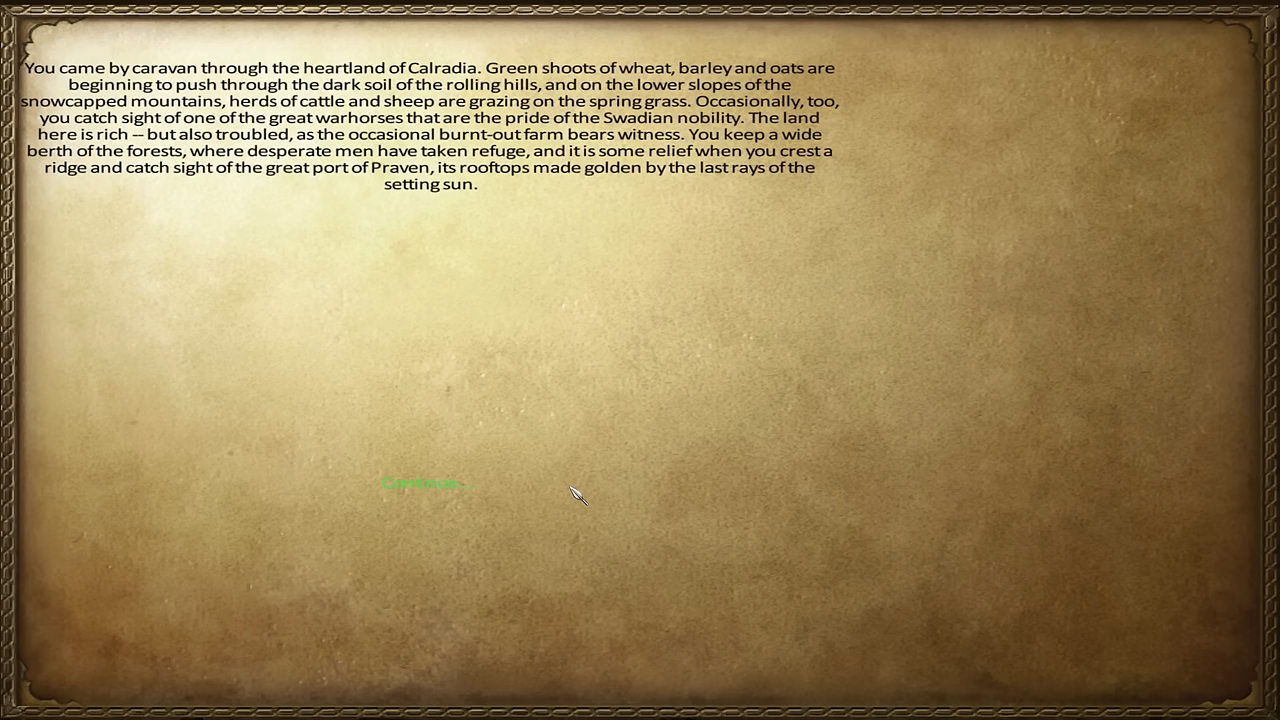 You came by caravan through the heartland of Calradia. Green shoots of wheat, barley and oats are
beginning to push through the dark soil of the rolling hills, and on the lower slopes of the
snowcapped mountains, herds of cattle and sheep are grazing on the spring grass. Occasionally, too,
you catch sight of one of the great warhorses that are the pride of the Swadian nobility. The land
here is rich -- but also troubled, as the occasional burnt-out farm bears witness. You keep a wide
berth of the forests, where desperate men have taken refuge, and it is some relief when you crest a
ridge and catch sight of the great port of Praven, its rooftops made golden by the last rays of the
setting sun.
Continue...